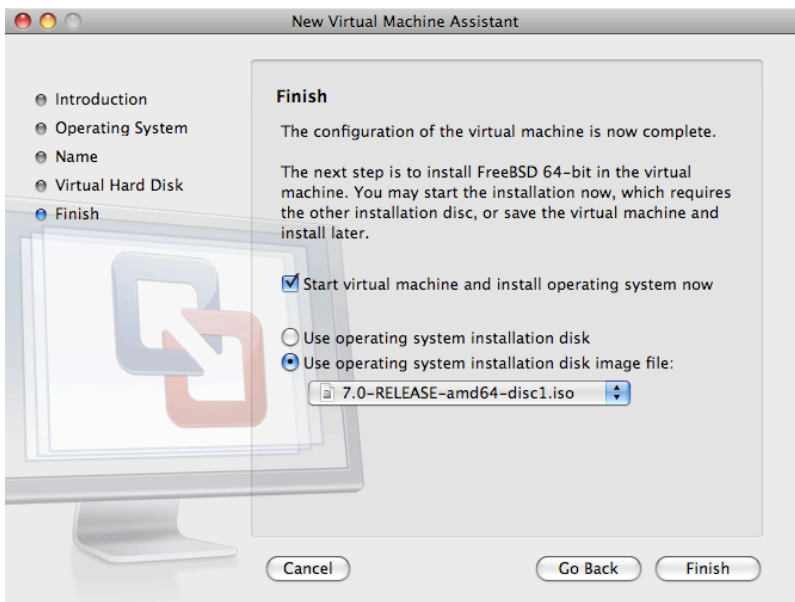 New Virtual Machine Assistant
Introduction
Operating System
Name
Virtual Hard Disk
Finish
Finish
The configuration of the virtual machine is now complete.
The next step is to install FreeBSD 64-bit in the virtual
machine. You may start the installation now, which requires
the other installation disc, or save the virtual machine and
install later.
Start virtual machine and install operating system now
Use operating system installation disk
Use operating system installation disk image file:
7.0-RELEASE-amd64-disc1.iso
Cancel
Go Back
Finish